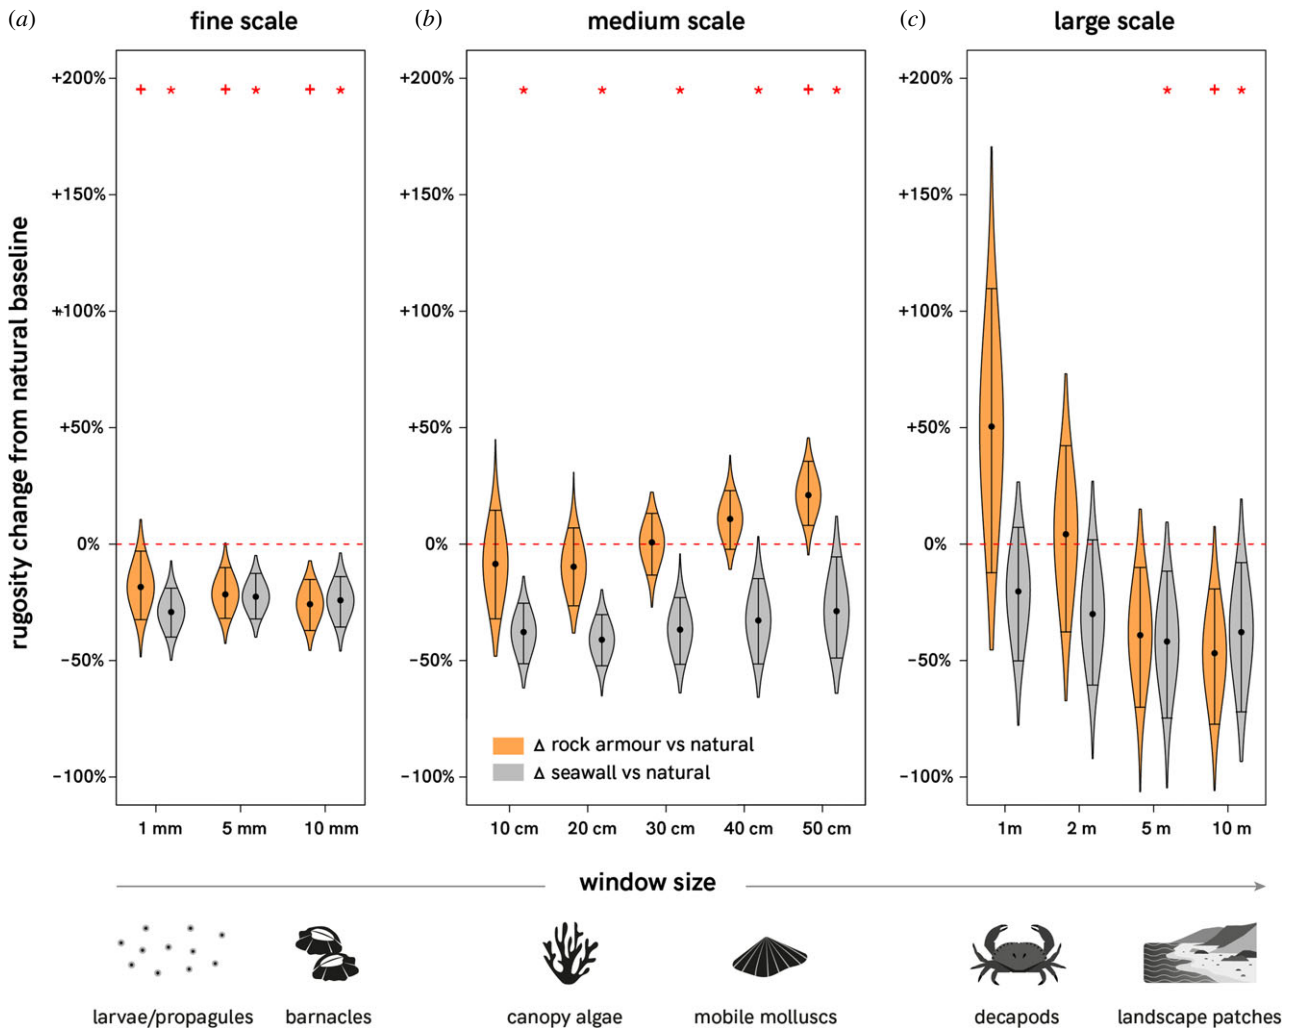 (a) fine scale
(b) medium scale
(c) large scale
rugosity change from natural baseline
+200%
+150%
+100%
+50%
0%
−50%
−100%
+ * + * + *
1 mm 5 mm 10 mm
+200%
+150%
+100%
+50%
0%
−50%
−100%
* * * * + *
Δ rock armour vs natural
Δ seawall vs natural
10 cm 20 cm 30 cm 40 cm 50 cm
+200%
+150%
+100%
+50%
0%
−50%
−100%
* + *
1m 2 m 5 m 10 m
window size
larvae/propagules barnacles canopy algae mobile molluscs decapods landscape patches